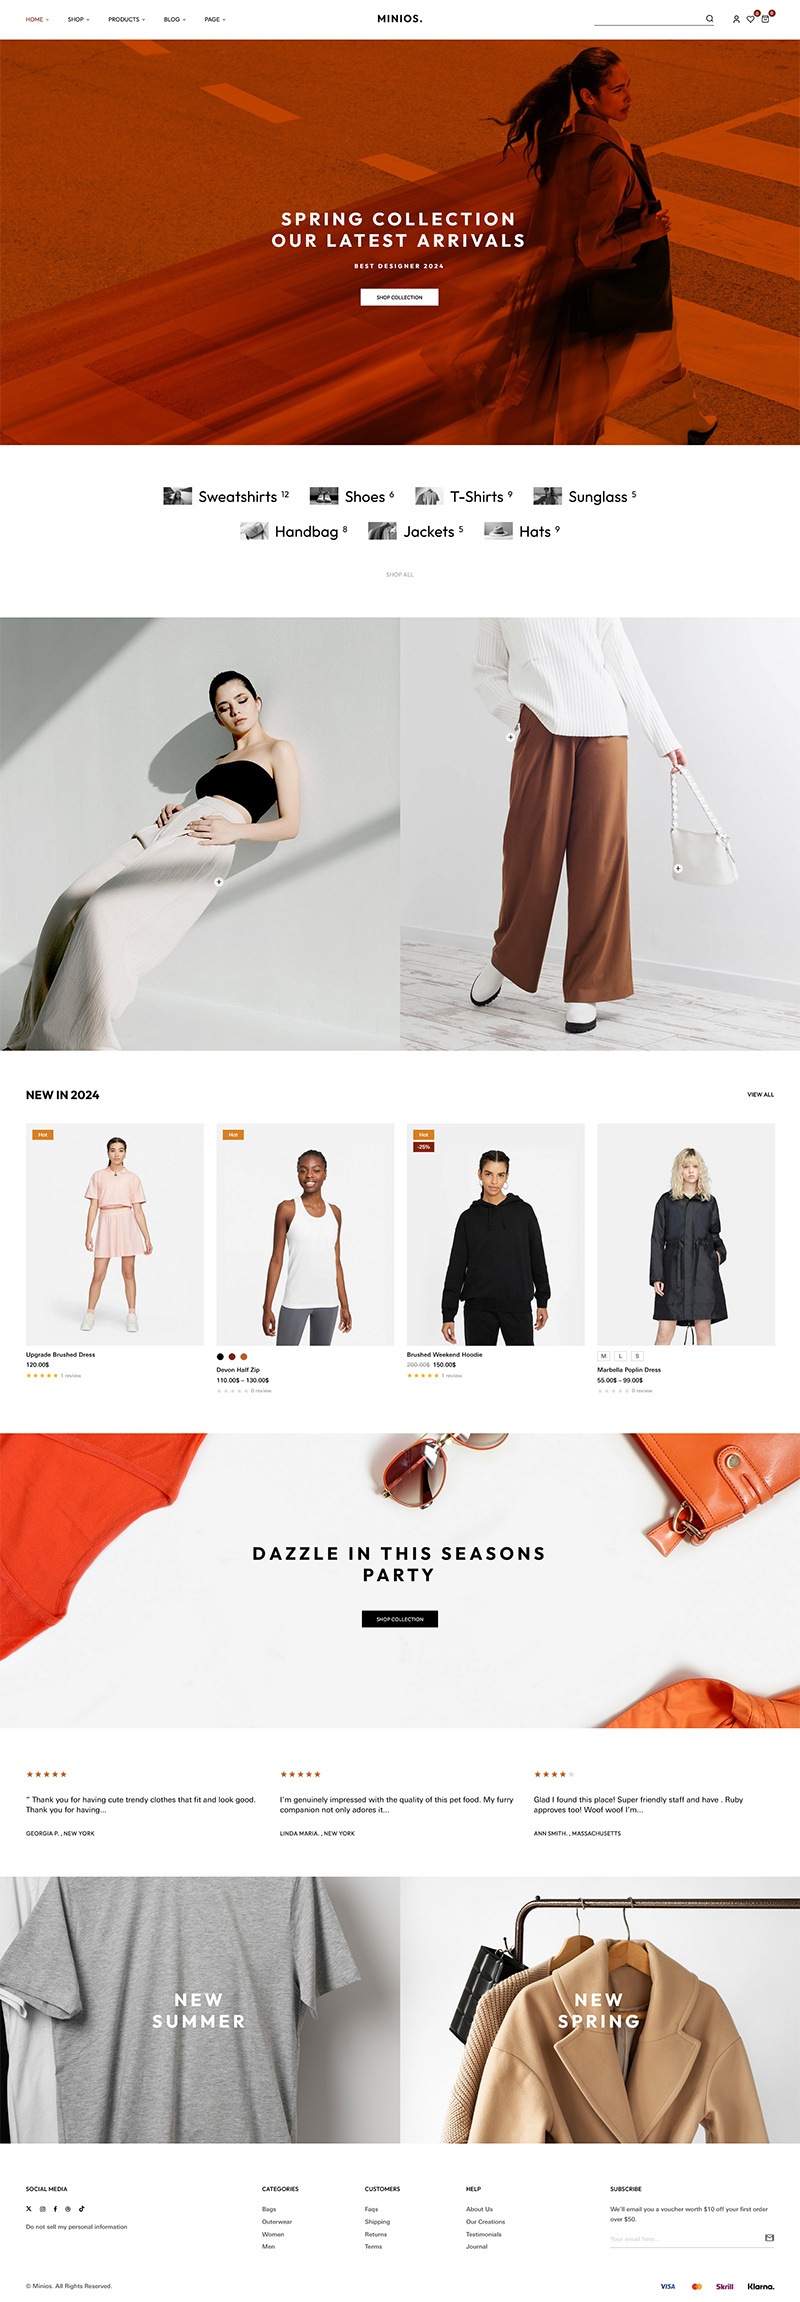 HOME SHOP PRODUCTS BLOG PAGE MINIOS. 0 0
SPRING COLLECTION
OUR LATEST ARRIVALS
BEST DESIGNER 2024
SHOP COLLECTION
Sweatshirts 12 Shoes 6 T-Shirts 9 Sunglass 5
Handbag 8 Jackets 5 Hats 9
SHOP ALL
NEW IN 2024 VIEW ALL
Hot Hot Hot
-25%
Upgrade Brushed Dress
120.00$
1 review
Devon Half Zip
110.00$ – 130.00$
0 review
Brushed Weekend Hoodie
200.00$ 150.00$
1 review
M L S
Marbella Poplin Dress
55.00$ – 99.00$
0 review
DAZZLE IN THIS SEASONS
PARTY
SHOP COLLECTION
" Thank you for having cute trendy clothes that fit and look good.
Thank you for having...
GEORGIA P. , NEW YORK
I'm genuinely impressed with the quality of this pet food. My furry
companion not only adores it...
LINDA MARIA. , NEW YORK
Glad I found this place! Super friendly staff and have . Ruby
approves too! Woof woof I'm...
ANN SMITH. , MASSACHUSETTS
NEW
SUMMER
NEW
SPRING
SOCIAL MEDIA
Do not sell my personal information
CATEGORIES
Bags
Outerwear
Women
Men
CUSTOMERS
Faqs
Shipping
Returns
Terms
HELP
About Us
Our Creations
Testimonials
Journal
SUBSCRIBE
We'll email you a voucher worth $10 off your first order
over $50.
Your email here...
© Minios. All Rights Reserved.
VISA Skrill Klarna.